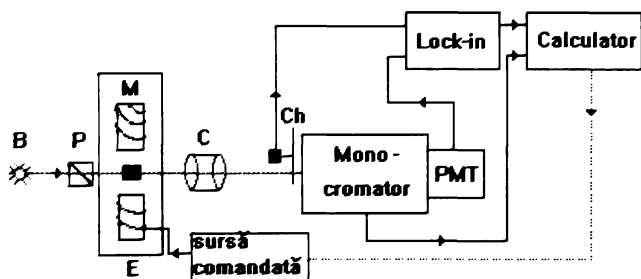 Lock-in
Calculator
M
B
P
C
Ch
Mono-
cromator
PMT
E
sursă
comandată